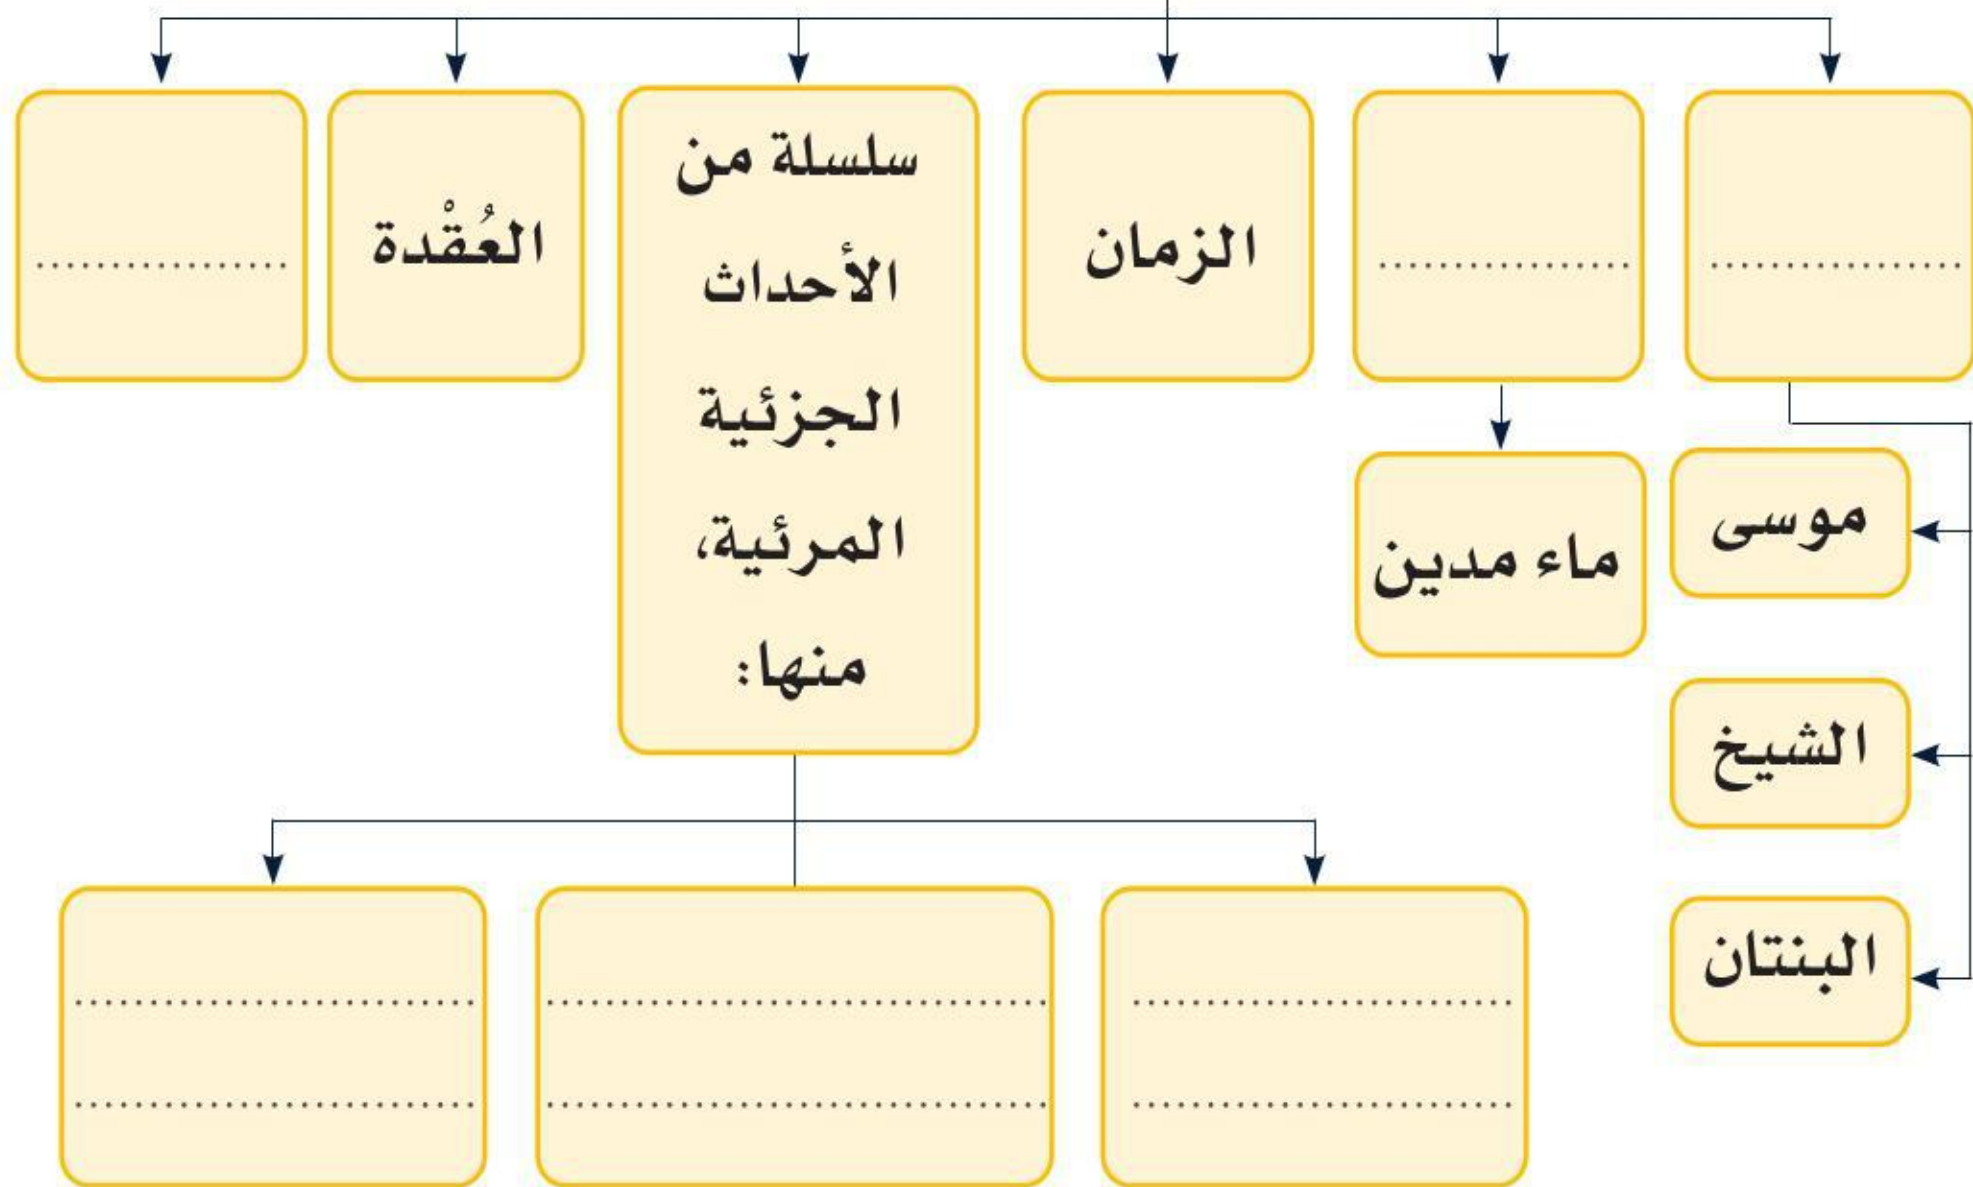 الزمان
سلسلة من
الأحداث
الجزئية
المرئية،
منها:
العُقْدة
موسى
ماء مدين
الشيخ
البنتان